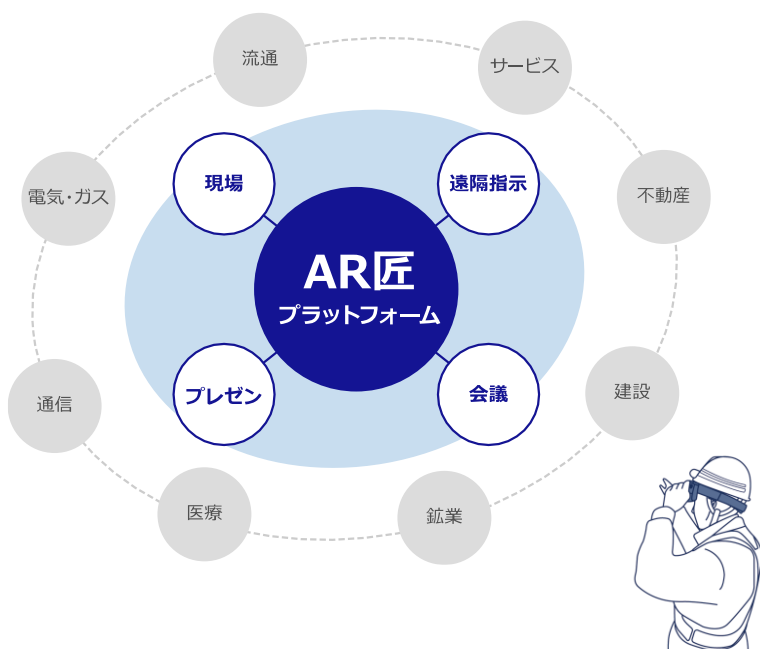 流通
サービス
電気・ガス
現場
遠隔指示
不動産
AR匠
プラットフォーム
通信
プレゼン
会議
建設
医療
鉱業